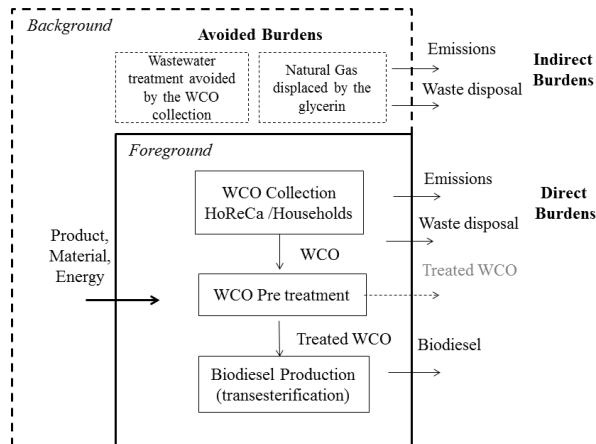 Background
Avoided Burdens
Wastewater
treatment avoided
by the WCO
collection
Natural Gas
displaced by the
glycerin
Emissions
Waste disposal
Indirect
Burdens
Foreground
WCO Collection
HoReCa /Households
Emissions
Waste disposal
Direct
Burdens
WCO
Product,
Material,
Energy
WCO Pre treatment
Treated WCO
Treated WCO
Biodiesel Production
(transesterification)
Biodiesel